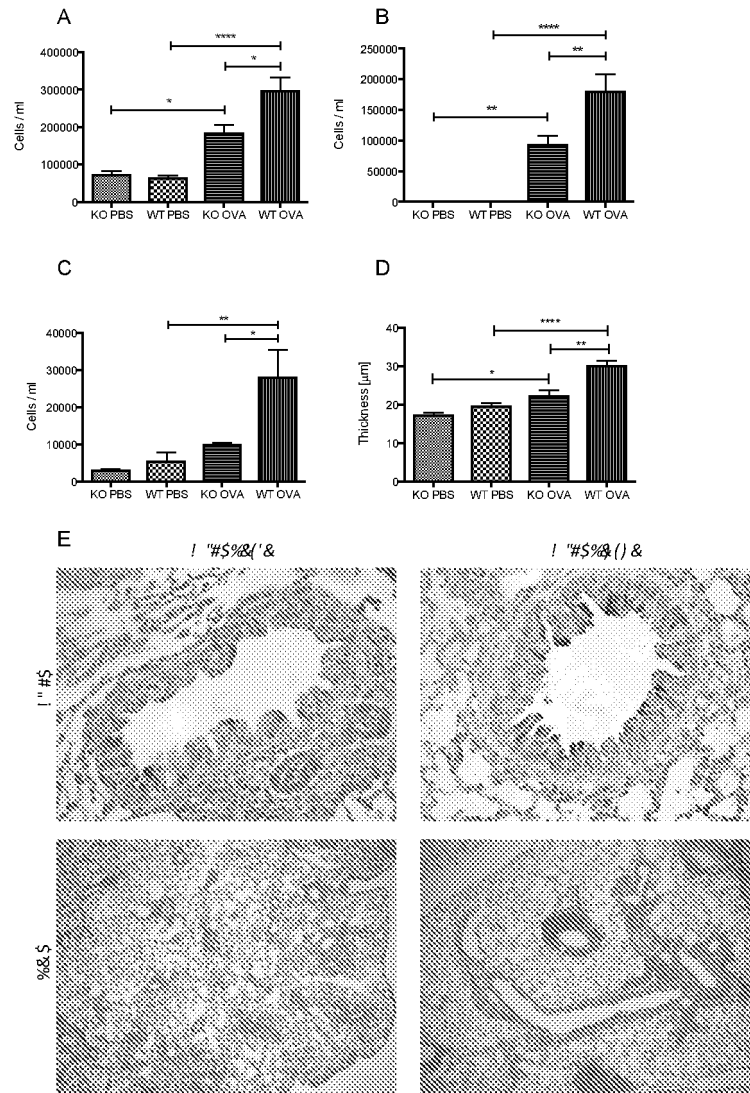 A
****
*
*
400000
300000
200000
100000
0
Cells / ml
KO PBS WT PBS KO OVA WT OVA
B
****
**
**
250000
200000
150000
100000
50000
0
Cells / ml
KO PBS WT PBS KO OVA WT OVA
C
**
*
40000
30000
20000
10000
0
Cells / ml
KO PBS WT PBS KO OVA WT OVA
D
****
**
*
40
30
20
10
0
Thickness [µm]
KO PBS WT PBS KO OVA WT OVA
E
! "#$
%&$